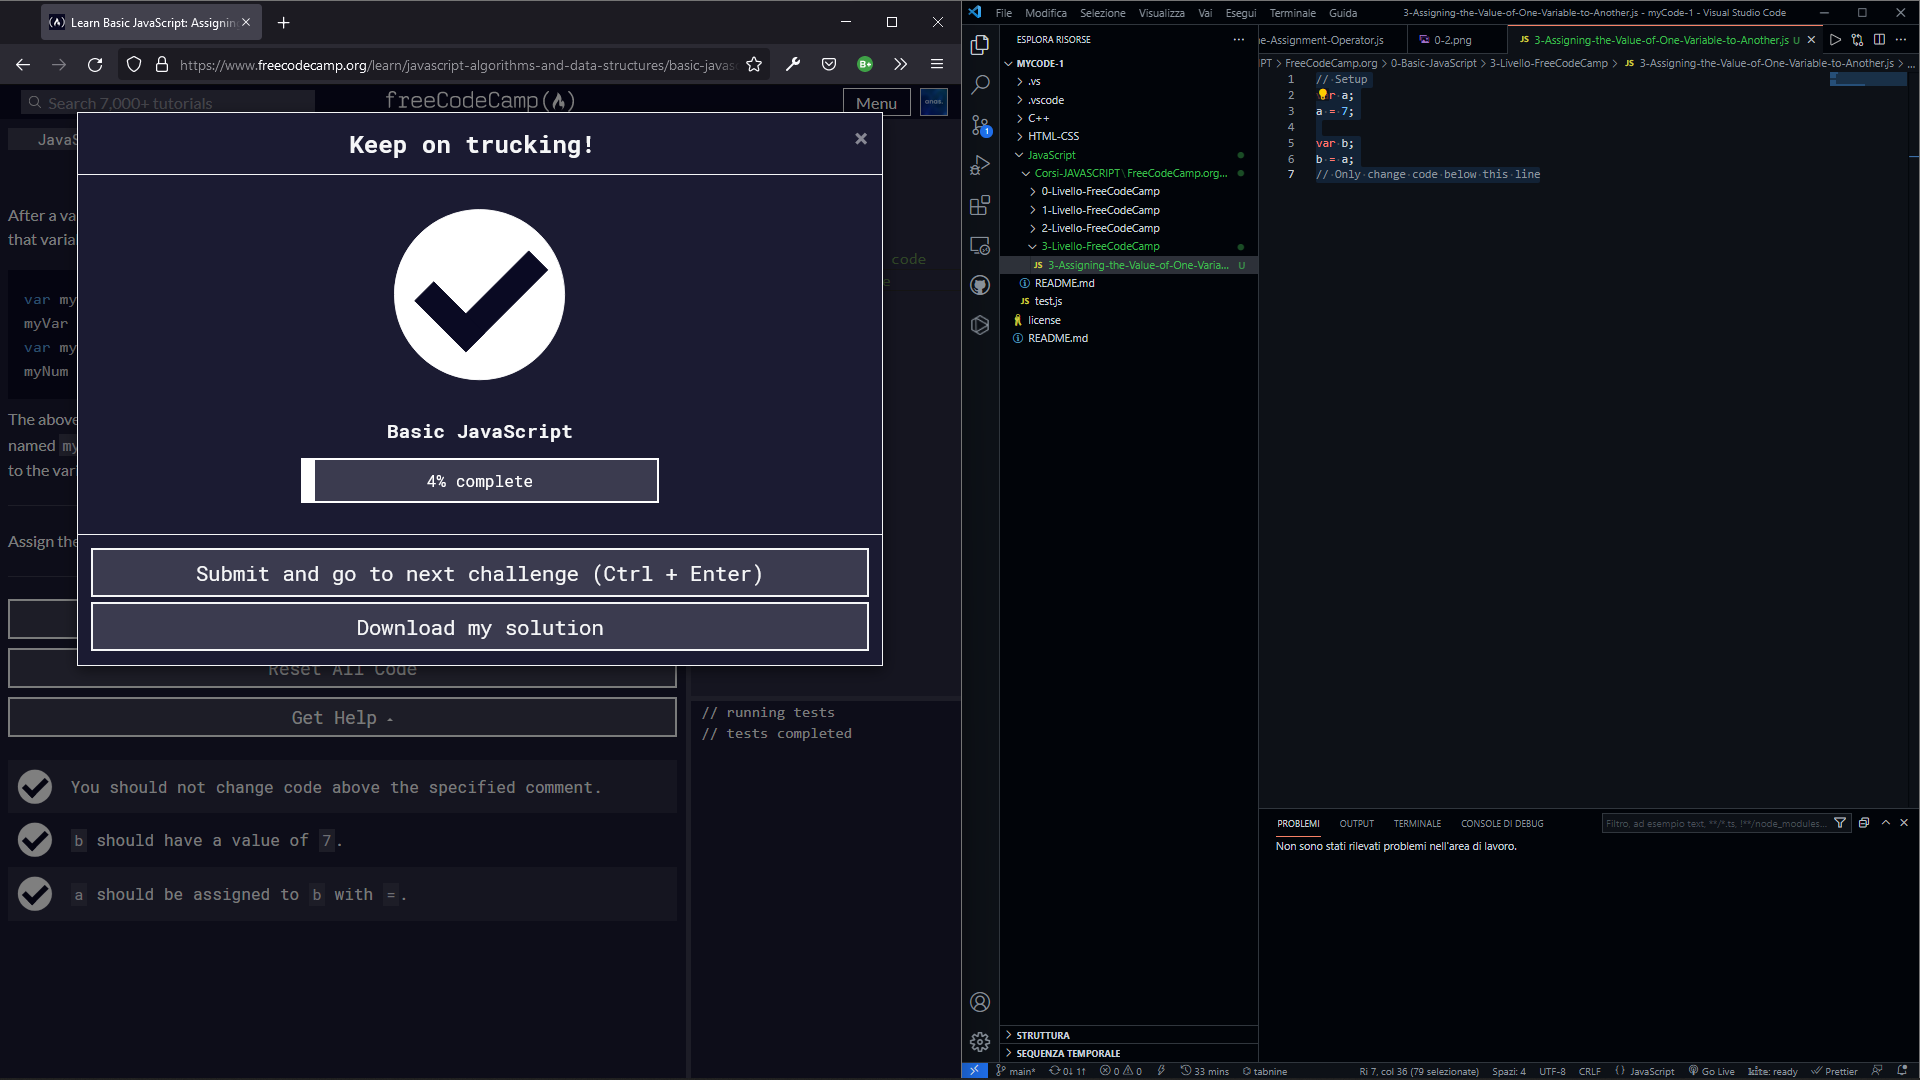 Learn Basic JavaScript: Assignin
https://www.freecodecamp.org/learn/javascript-algorithms-and-data-structures/basic-javas
Search 7,000+ tutorials
freeCodeCamp
Menu
JavaS
Keep on trucking!
After a va
that varia
code
var my
myVar
var my
myNum
The above
named my
to the var
Assign the
Basic JavaScript
4% complete
Submit and go to next challenge (Ctrl + Enter)
Download my solution
Reset All Code
Get Help
// running tests
// tests completed
You should not change code above the specified comment.
b should have a value of 7.
a should be assigned to b with =.
File Modifica Selezione Visualizza Vai Esegui Terminale Guida
3-Assigning-the-Value-of-One-Variable-to-Another.js - myCode-1 - Visual Studio Code
ESPLORA RISORSE
MYCODE-1
.vs
.vscode
C++
HTML-CSS
JavaScript
Corsi-JAVASCRIPT\FreeCodeCamp.org...
0-Livello-FreeCodeCamp
1-Livello-FreeCodeCamp
2-Livello-FreeCodeCamp
3-Livello-FreeCodeCamp
JS 3-Assigning-the-Value-of-One-Varia... U
README.md
JS test.js
license
README.md
STRUTTURA
SEQUENZA TEMPORALE
e-Assignment-Operator.js
0-2.png
JS 3-Assigning-the-Value-of-One-Variable-to-Another.js U
IPT > FreeCodeCamp.org > 0-Basic-JavaScript > 3-Livello-FreeCodeCamp > JS 3-Assigning-the-Value-of-One-Variable-to-Another.js > ...
1 // Setup
2 r a;
3 a = 7;
4
5 var b;
6 b = a;
7 // Only change code below this line
PROBLEMI OUTPUT TERMINALE CONSOLE DI DEBUG
Filtro, ad esempio text, **/*.ts, !**/node_modules...
Non sono stati rilevati problemi nell'area di lavoro.
main* 0↓ 1↑ 0 0 33 mins tabnine
Ri 7, col 36 (79 selezionate) Spazi: 4 UTF-8 CRLF JavaScript Go Live kite: ready Prettier